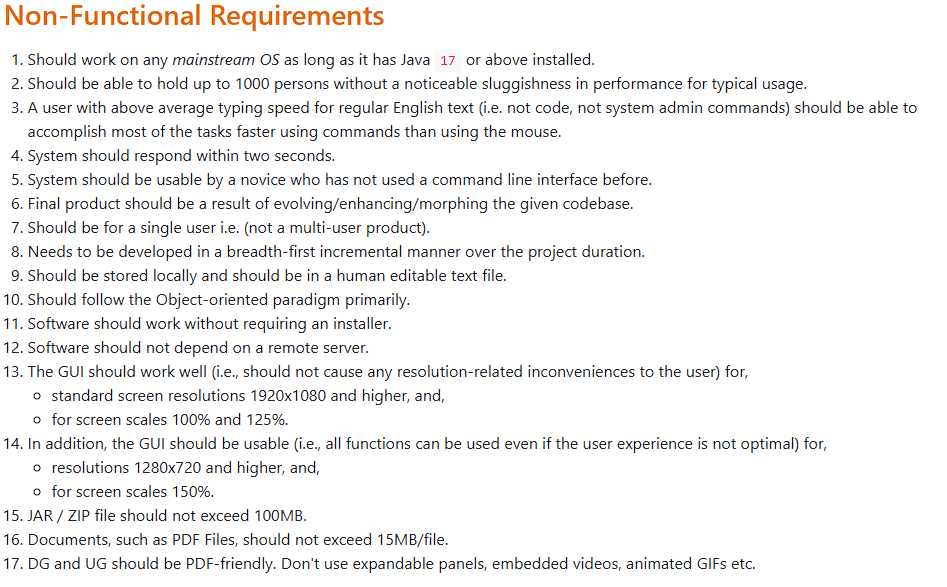 Non-Functional Requirements
1. Should work on any mainstream OS as long as it has Java 17 or above installed.
2. Should be able to hold up to 1000 persons without a noticeable sluggishness in performance for typical usage.
3. A user with above average typing speed for regular English text (i.e. not code, not system admin commands) should be able to
accomplish most of the tasks faster using commands than using the mouse.
4. System should respond within two seconds.
5. System should be usable by a novice who has not used a command line interface before.
6. Final product should be a result of evolving/enhancing/morphing the given codebase.
7. Should be for a single user i.e. (not a multi-user product).
8. Needs to be developed in a breadth-first incremental manner over the project duration.
9. Should be stored locally and should be in a human editable text file.
10. Should follow the Object-oriented paradigm primarily.
11. Software should work without requiring an installer.
12. Software should not depend on a remote server.
13. The GUI should work well (i.e., should not cause any resolution-related inconveniences to the user) for,
○ standard screen resolutions 1920x1080 and higher, and,
○ for screen scales 100% and 125%.
14. In addition, the GUI should be usable (i.e., all functions can be used even if the user experience is not optimal) for,
○ resolutions 1280x720 and higher, and,
○ for screen scales 150%.
15. JAR / ZIP file should not exceed 100MB.
16. Documents, such as PDF Files, should not exceed 15MB/file.
17. DG and UG should be PDF-friendly. Don't use expandable panels, embedded videos, animated GIFs etc.